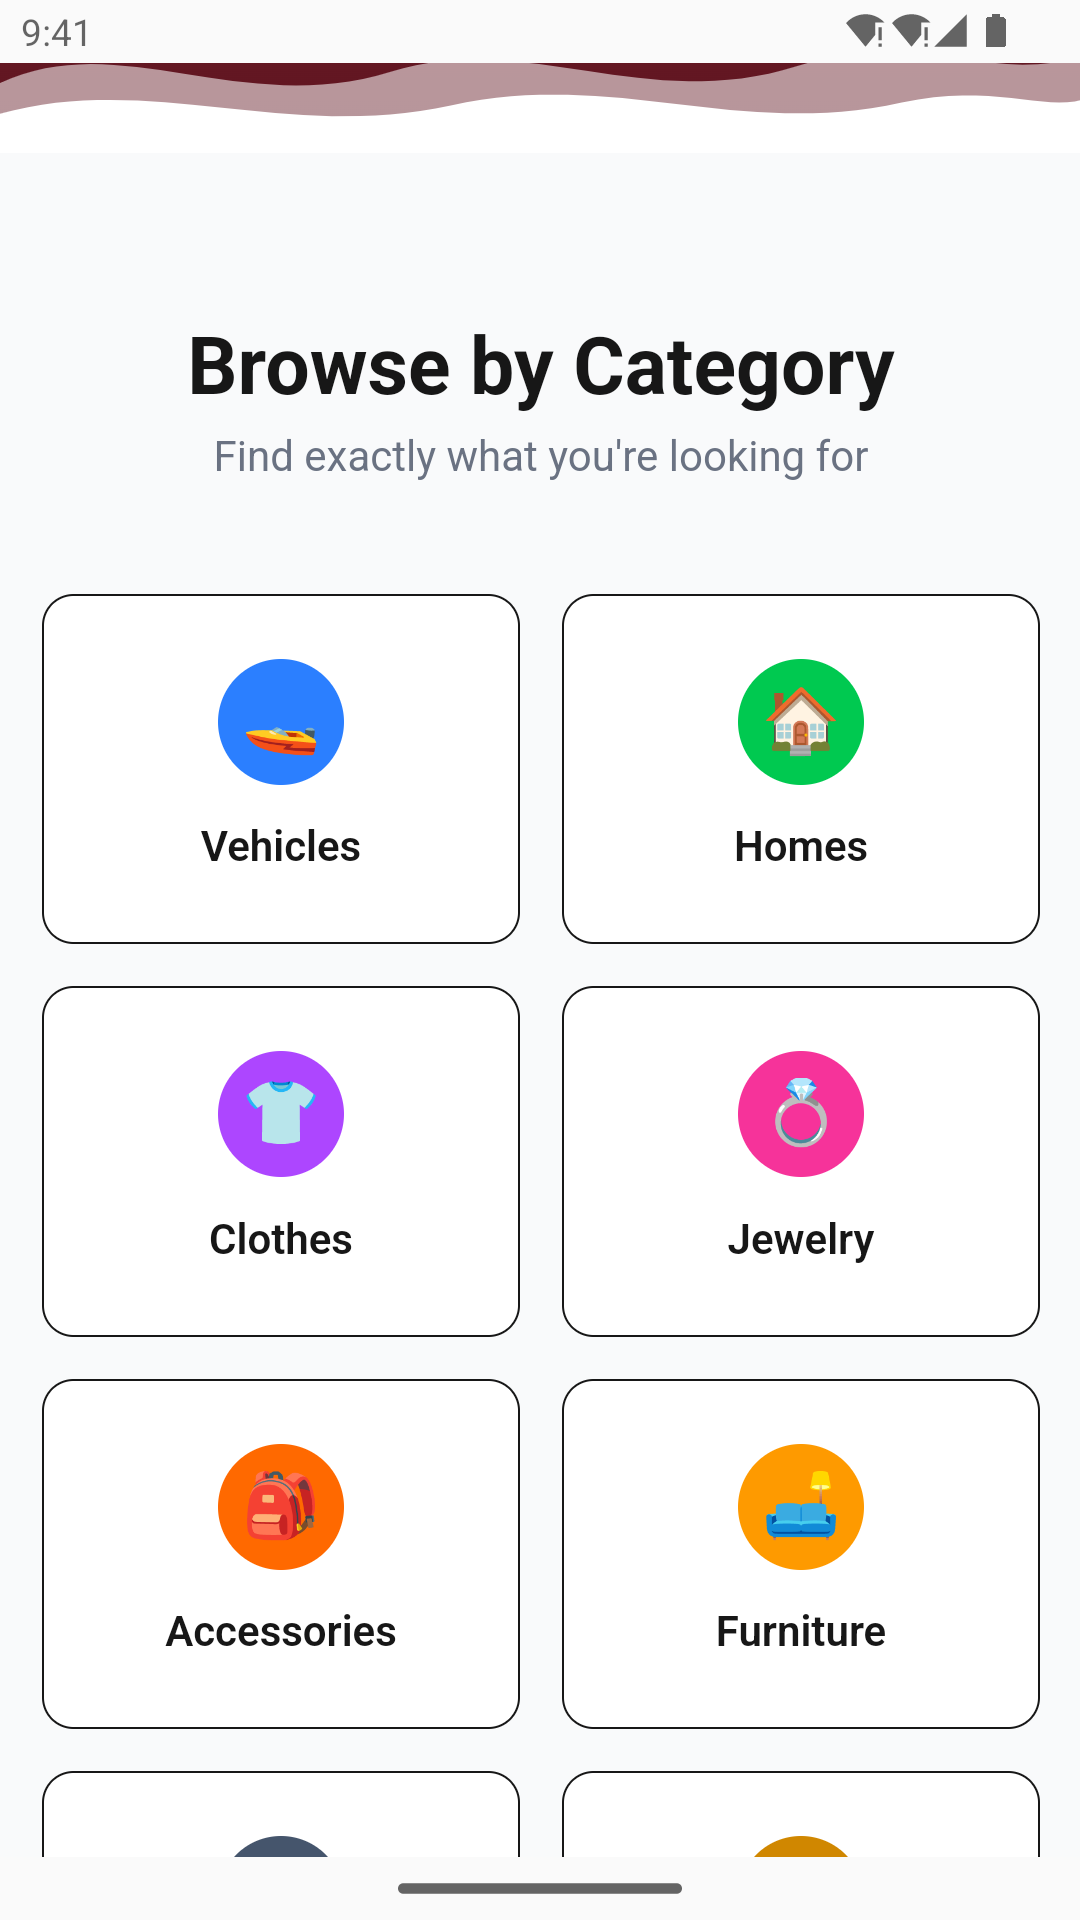 9:41
Browse by Category
Find exactly what you're looking for
Vehicles
Homes
Clothes
Jewelry
Accessories
Furniture